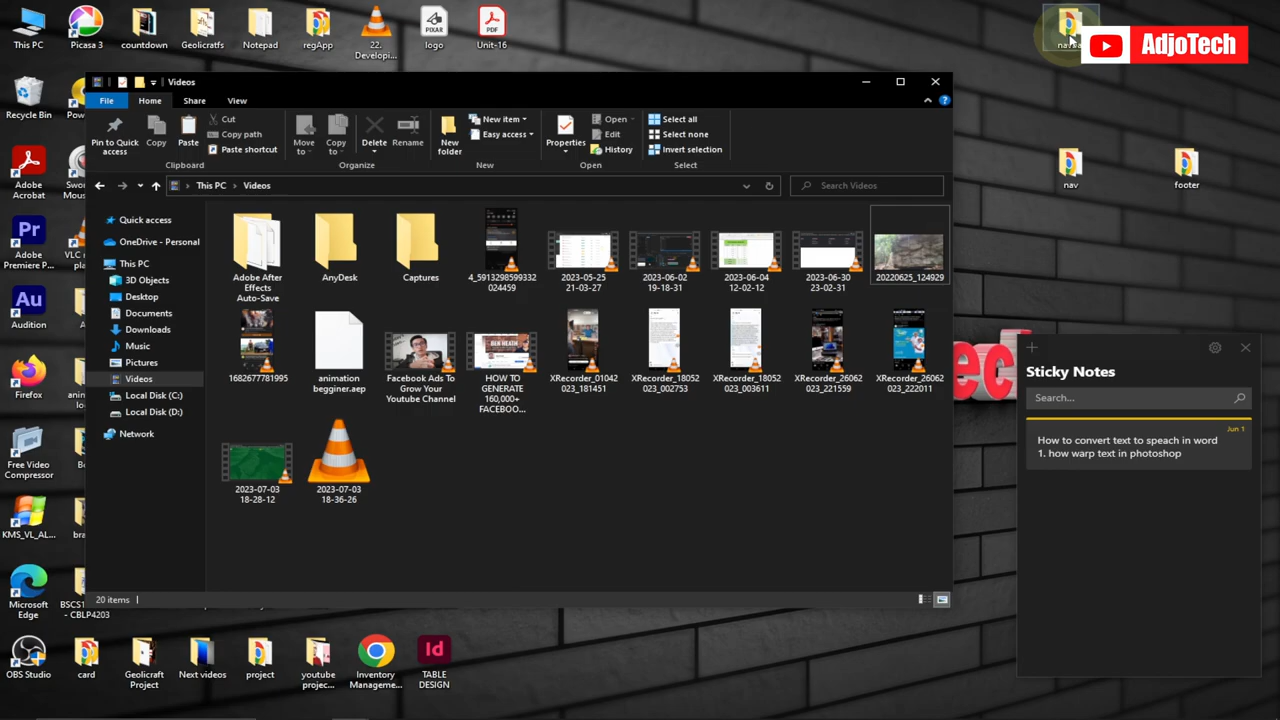 This PC
Picasa 3
countdown
Geolicratfs
Notepad
regApp
22.
Developi...
logo
PIXAR
Unit-16
PDF
AdjoTech
Videos
File
Home
Share
View
Pin to Quick
access
Copy
Paste
Cut
Copy path
Paste shortcut
Clipboard
Move
to
Copy
to
Delete
Rename
Organize
New
folder
New item
Easy access
New
Properties
Open
Edit
History
Open
Select all
Select none
Invert selection
Select
This PC
Videos
Search Videos
Quick access
OneDrive - Personal
This PC
3D Objects
Desktop
Documents
Downloads
Music
Pictures
Videos
Local Disk (C:)
Local Disk (D:)
Network
Adobe After
Effects
Auto-Save
AnyDesk
Captures
4_5913298599332
024459
2023-05-25
21-03-27
2023-06-02
19-18-31
2023-06-04
12-02-12
2023-06-30
23-02-31
20220625_124929
1682677781995
animation
begginer.aep
Facebook Ads To
Grow Your
Youtube Channel
HOW TO
GENERATE
160,000+
FACEBOO...
XRecorder_01042
023_181451
XRecorder_18052
023_002753
XRecorder_18052
023_003611
XRecorder_26062
023_221559
XRecorder_26062
023_222011
2023-07-03
18-28-12
2023-07-03
18-36-26
20 items
Recycle Bin
Adobe
Acrobat
Pr
Adobe
Premiere P...
Au
Audition
Firefox
Free Video
Compressor
KMS_VL_AL...
Microsoft
Edge
BSCS1
- CBLP4203
OBS Studio
card
Geolicraft
Project
Next videos
project
youtube
projec...
Inventory
Manageme...
Id
TABLE
DESIGN
nav
footer
Sticky Notes
Search...
Jun 1
How to convert text to speach in word
1. how warp text in photoshop